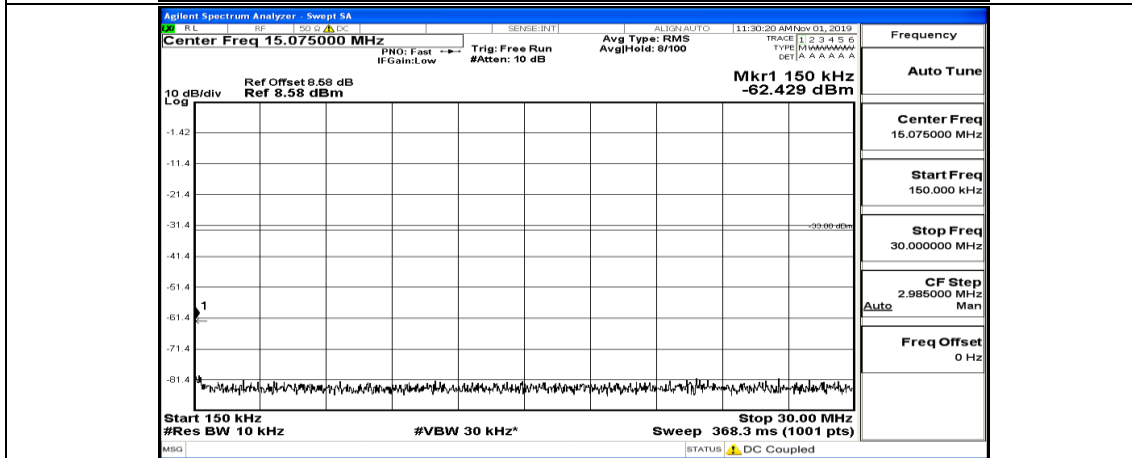 Agilent Spectrum Analyzer - Swept SA
LXI RL RF 50 Ω DC SENSE:INT ALIGN AUTO 11:30:20 AM Nov 01, 2019
Center Freq 15.075000 MHz
PNO: Fast
IFGain:Low
Trig: Free Run
#Atten: 10 dB
Avg Type: RMS
Avg|Hold: 8/100
TRACE 1 2 3 4 5 6
TYPE M WWWWW
DET A A A A A A
Ref Offset 8.58 dB
Ref 8.58 dBm
Mkr1 150 kHz
-62.429 dBm
10 dB/div
Log
-1.42
-11.4
-21.4
-31.4
-33.00 dBm
-41.4
-51.4
1
-61.4
-71.4
-81.4
Start 150 kHz
Stop 30.00 MHz
#Res BW 10 kHz
#VBW 30 kHz*
Sweep 368.3 ms (1001 pts)
MSG
STATUS
DC Coupled
Frequency
Auto Tune
Center Freq
15.075000 MHz
Start Freq
150.000 kHz
Stop Freq
30.000000 MHz
CF Step
2.985000 MHz
Auto Man
Freq Offset
0 Hz